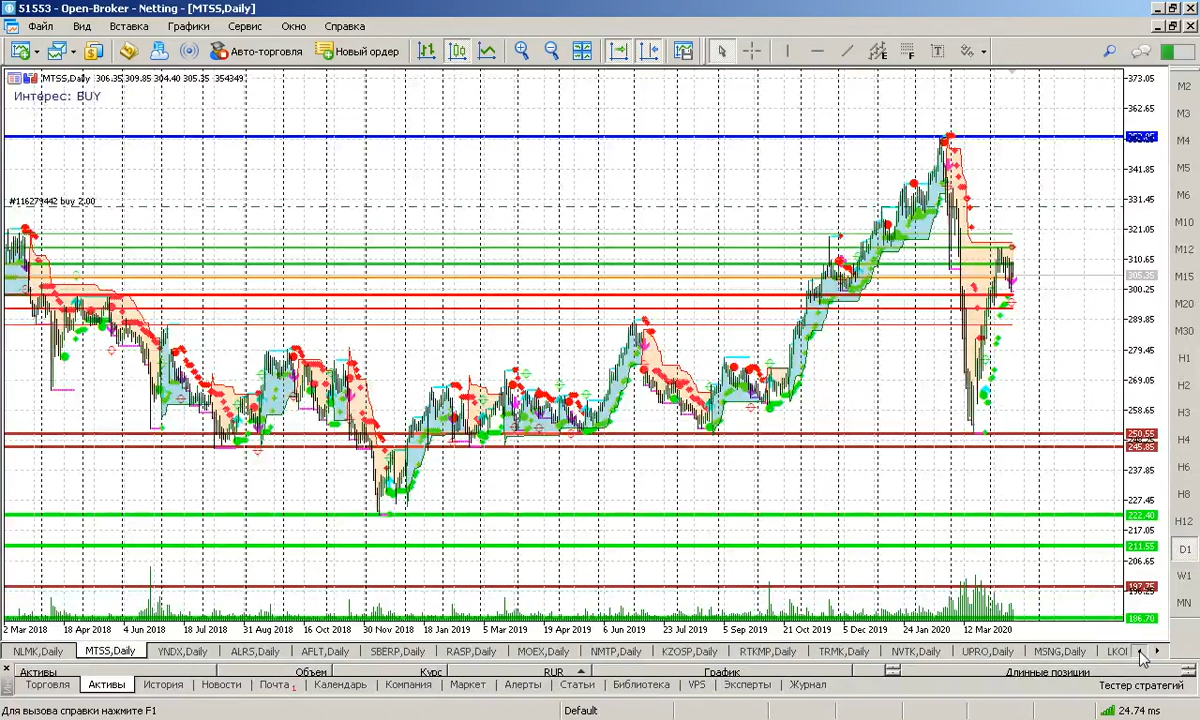 51553 - Open-Broker - Netting - [MTSS,Daily]
Файл Вид Вставка Графики Сервис Окно Справка
Авто-торговля Новый ордер
MTSS,Daily 306.35 309.85 304.40 305.35 354349
Интерес: BUY
#116279442 buy 2.00
373.05
362.65
341.85
331.45
321.05
310.65
305.35
300.25
289.85
279.45
269.05
258.65
250.55
245.85
237.85
227.45
222.40
217.05
211.55
206.65
197.75
186.70
M2
M3
M4
M5
M6
M10
M12
M15
M20
M30
H1
H2
H3
H4
H6
H8
H12
D1
W1
MN
2 Mar 2018 18 Apr 2018 4 Jun 2018 18 Jul 2018 31 Aug 2018 16 Oct 2018 30 Nov 2018 18 Jan 2019 5 Mar 2019 19 Apr 2019 6 Jun 2019 23 Jul 2019 5 Sep 2019 21 Oct 2019 5 Dec 2019 24 Jan 2020 12 Mar 2020
NLMK,Daily MTSS,Daily YNDX,Daily ALRS,Daily AFLT,Daily SBERP,Daily RASP,Daily MOEX,Daily NMTP,Daily KZOSP,Daily RTKMP,Daily TRMK,Daily NVTK,Daily UPRO,Daily MSNG,Daily LKOI
Активы Объем Курс RUR График Длинные позиции
Торговля Активы История Новости Почта 1 Календарь Компания Маркет Алерты Статьи Библиотека VPS Эксперты Журнал Тестер стратегий
Для вызова справки нажмите F1 Default 24.74 ms